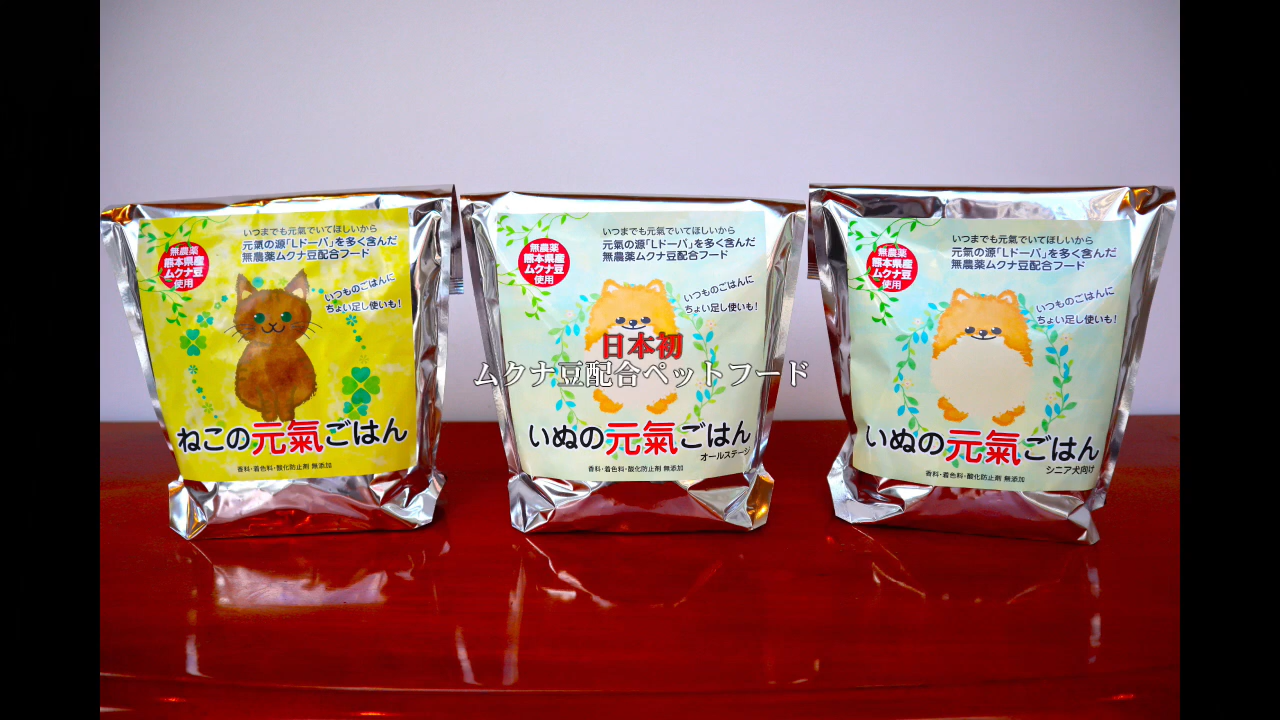 無農薬
熊本県産
ムクナ豆
使用
いつまでも元氣でいてほしいから
元氣の源「Lドーパ」を多く含んだ
無農薬ムクナ豆配合フード
いつものごはんに
ちょい足し使いも!
ねこの元氣ごはん
香料・着色料・酸化防止剤 無添加
無農薬
熊本県産
ムクナ豆
使用
いつまでも元氣でいてほしいから
元氣の源「Lドーパ」を多く含んだ
無農薬ムクナ豆配合フード
いつものごはんに
ちょい足し使いも!
日本初
ムクナ豆配合ペットフード
いぬの元氣ごはん
オールステージ
香料・着色料・酸化防止剤 無添加
無農薬
熊本県産
ムクナ豆
使用
いつまでも元氣でいてほしいから
元氣の源「Lドーパ」を多く含んだ
無農薬ムクナ豆配合フード
いつものごはんに
ちょい足し使いも!
いぬの元氣ごはん
シニア犬向け
香料・着色料・酸化防止剤 無添加